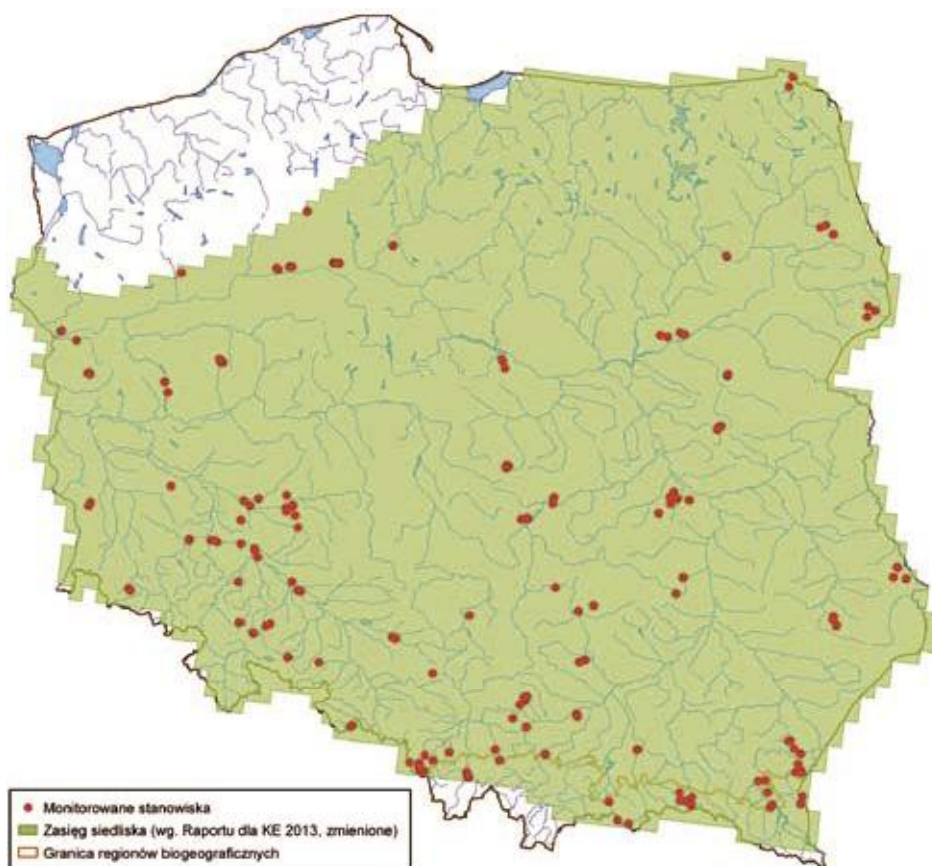 Monitorowane stanowiska
Zasięg siedliska (wg. Raportu dla KE 2013, zmienione)
Granica regionów biogeograficznych